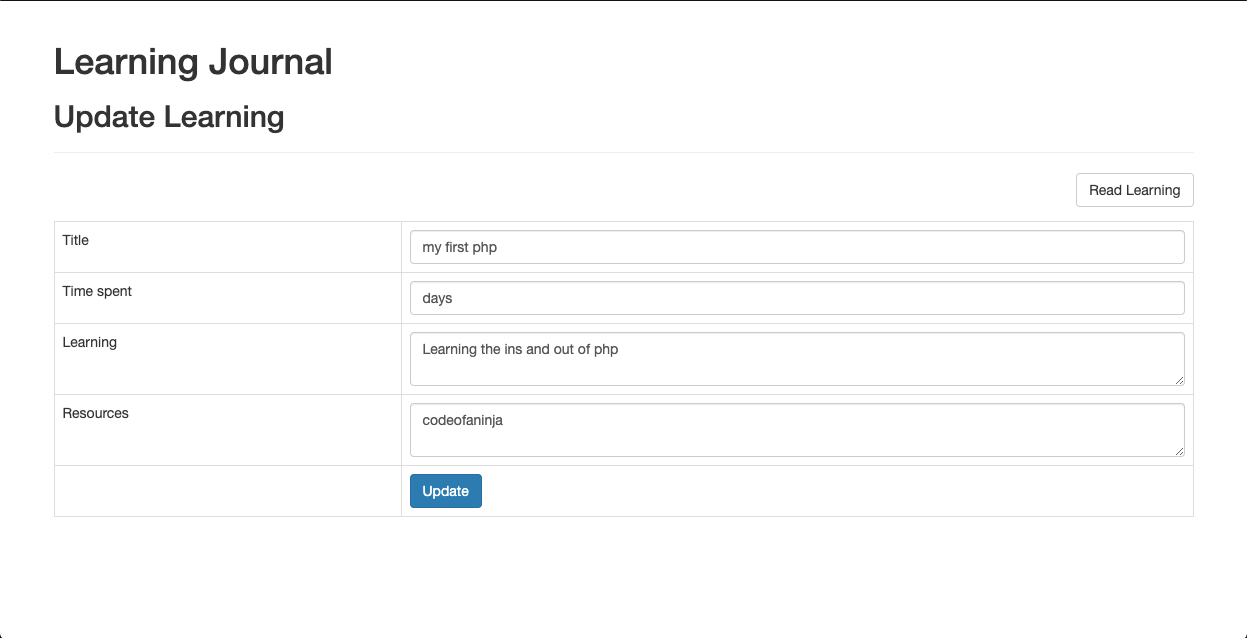 Learning Journal
Update Learning
Read Learning
Title
my first php
Time spent
days
Learning
Learning the ins and out of php
Resources
codeofaninja
Update